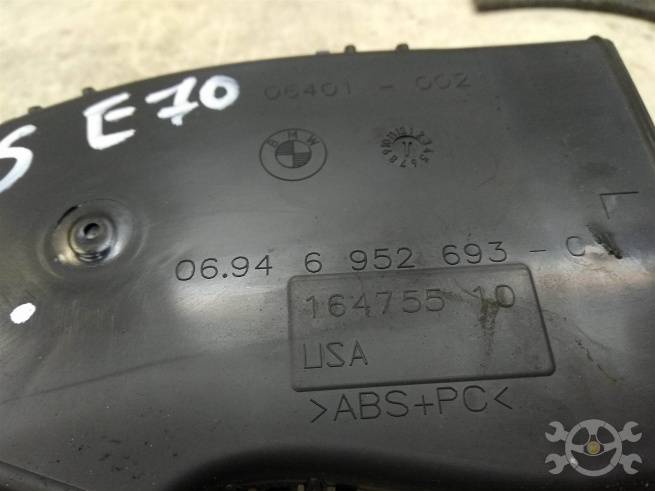 06401 - 002
S E70
BMW
06.94 6 952 693 - C
164755 10
USA
>ABS+PC<